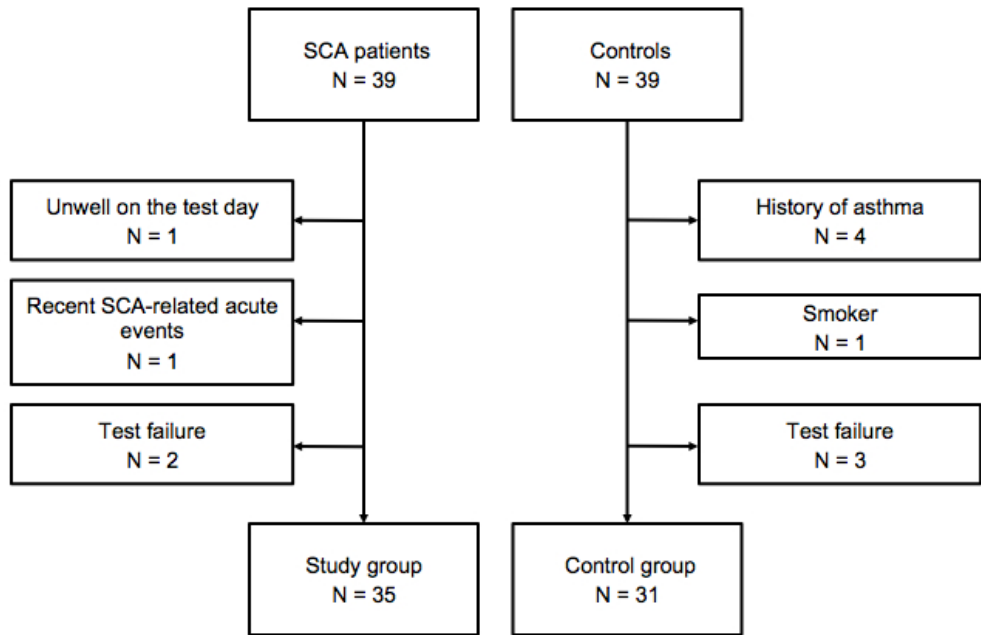 SCA patients
N = 39
Controls
N = 39
Unwell on the test day
N = 1
History of asthma
N = 4
Recent SCA-related acute
events
N = 1
Smoker
N = 1
Test failure
N = 2
Test failure
N = 3
Study group
N = 35
Control group
N = 31